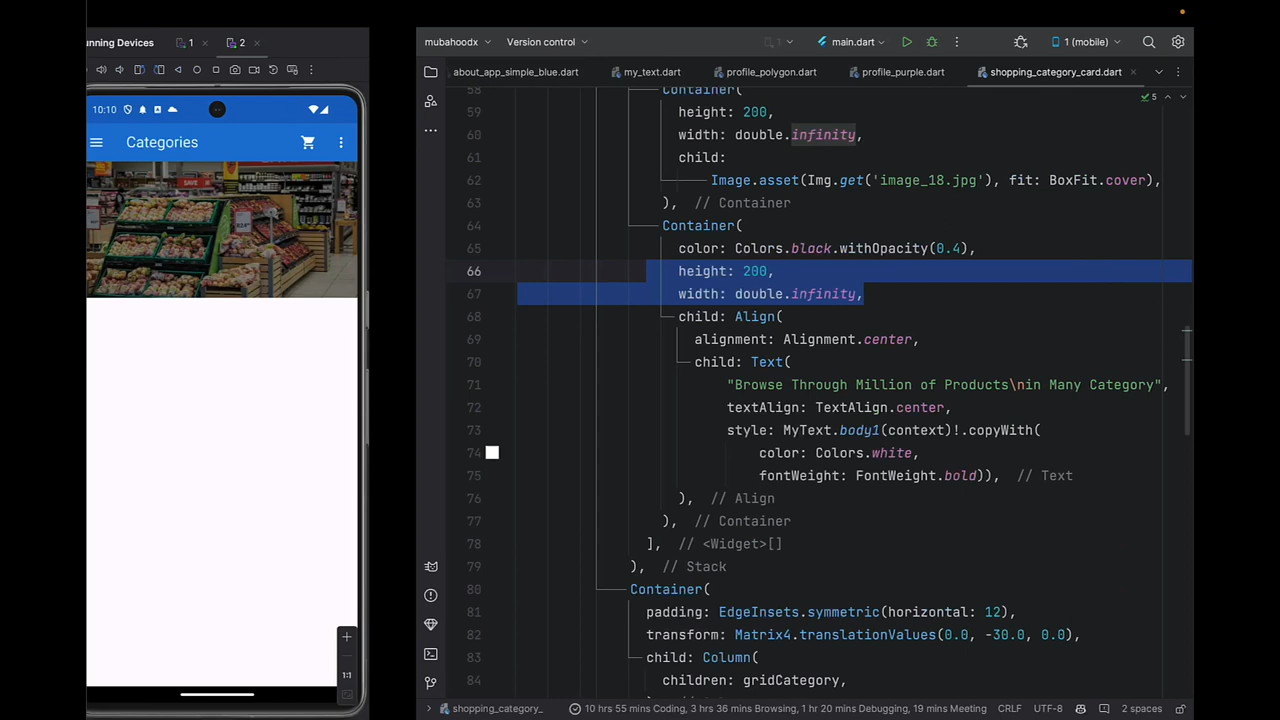 unning Devices
1
2
10:10
Categories
1:1
mubahoodx
Version control
1
main.dart
1 (mobile)
about_app_simple_blue.dart
my_text.dart
profile_polygon.dart
profile_purple.dart
shopping_category_card.dart
5
58 Container(
59 height: 200,
60 width: double.infinity,
61 child:
62 Image.asset(Img.get('image_18.jpg'), fit: BoxFit.cover),
63 ), // Container
64 Container(
65 color: Colors.black.withOpacity(0.4),
66 height: 200,
67 width: double.infinity,
68 child: Align(
69 alignment: Alignment.center,
70 child: Text(
71 "Browse Through Million of Products\nin Many Category",
72 textAlign: TextAlign.center,
73 style: MyText.body1(context)!.copyWith(
74 color: Colors.white,
75 fontWeight: FontWeight.bold)), // Text
76 ), // Align
77 ), // Container
78 ], // <Widget>[]
79 ), // Stack
80 Container(
81 padding: EdgeInsets.symmetric(horizontal: 12),
82 transform: Matrix4.translationValues(0.0, -30.0, 0.0),
83 child: Column(
84 children: gridCategory,
shopping_category_
10 hrs 55 mins Coding, 3 hrs 36 mins Browsing, 1 hr 20 mins Debugging, 19 mins Meeting
CRLF
UTF-8
2 spaces